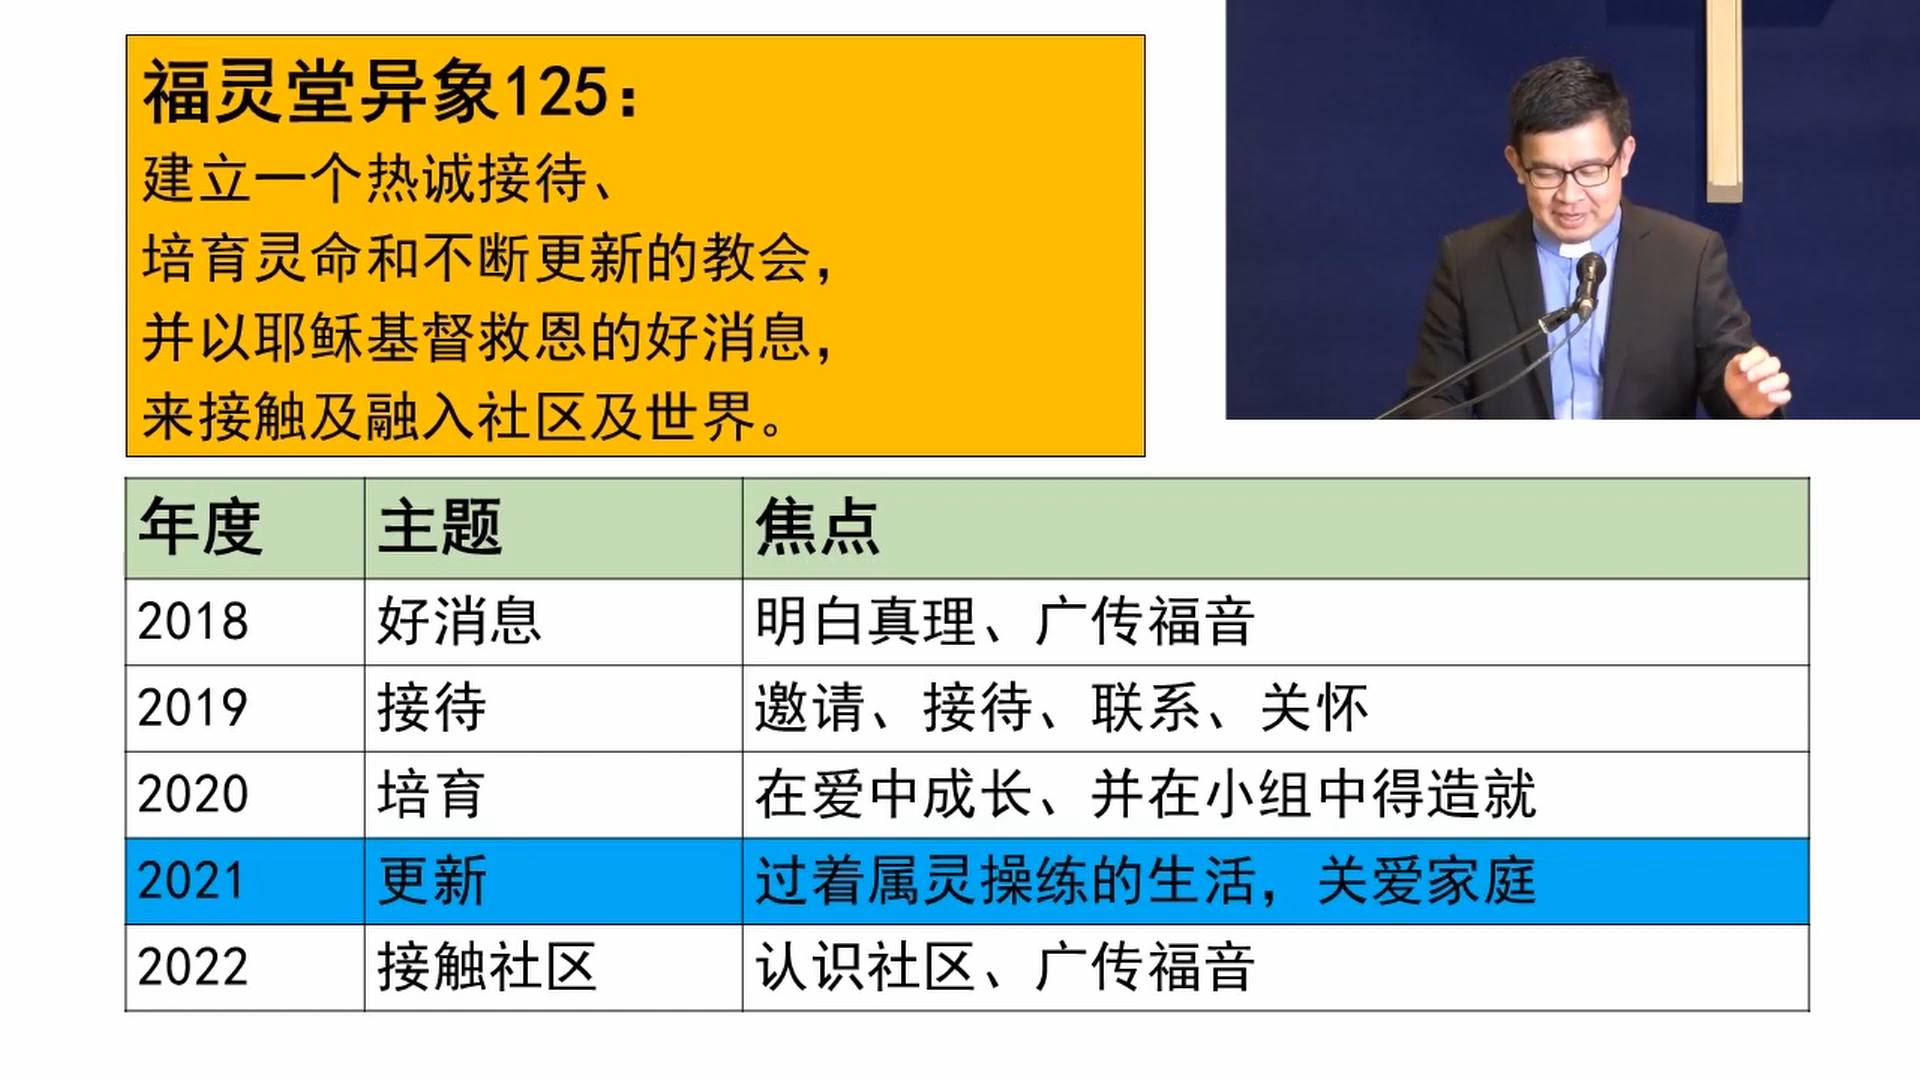 福灵堂异象125：
建立一个热诚接待、
培育灵命和不断更新的教会，
并以耶稣基督救恩的好消息，
来接触及融入社区及世界。
年度 主题 焦点
2018 好消息 明白真理、广传福音
2019 接待 邀请、接待、联系、关怀
2020 培育 在爱中成长、并在小组中得造就
2021 更新 过着属灵操练的生活，关爱家庭
2022 接触社区 认识社区、广传福音